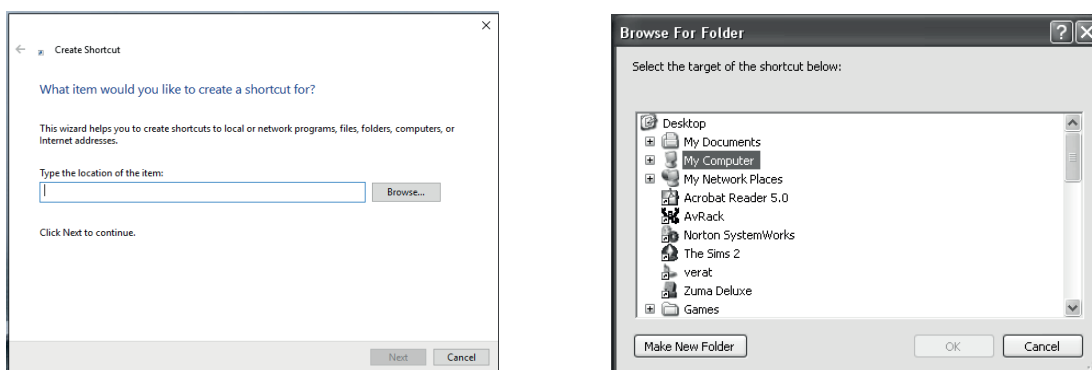 Create Shortcut
What item would you like to create a shortcut for?
This wizard helps you to create shortcuts to local or network programs, files, folders, computers, or
Internet addresses.
Type the location of the item:
Browse...
Click Next to continue.
Next
Cancel
Browse For Folder
Select the target of the shortcut below:
Desktop
My Documents
My Computer
My Network Places
Acrobat Reader 5.0
AvRack
Norton SystemWorks
The Sims 2
verat
Zuma Deluxe
Games
Make New Folder
OK
Cancel